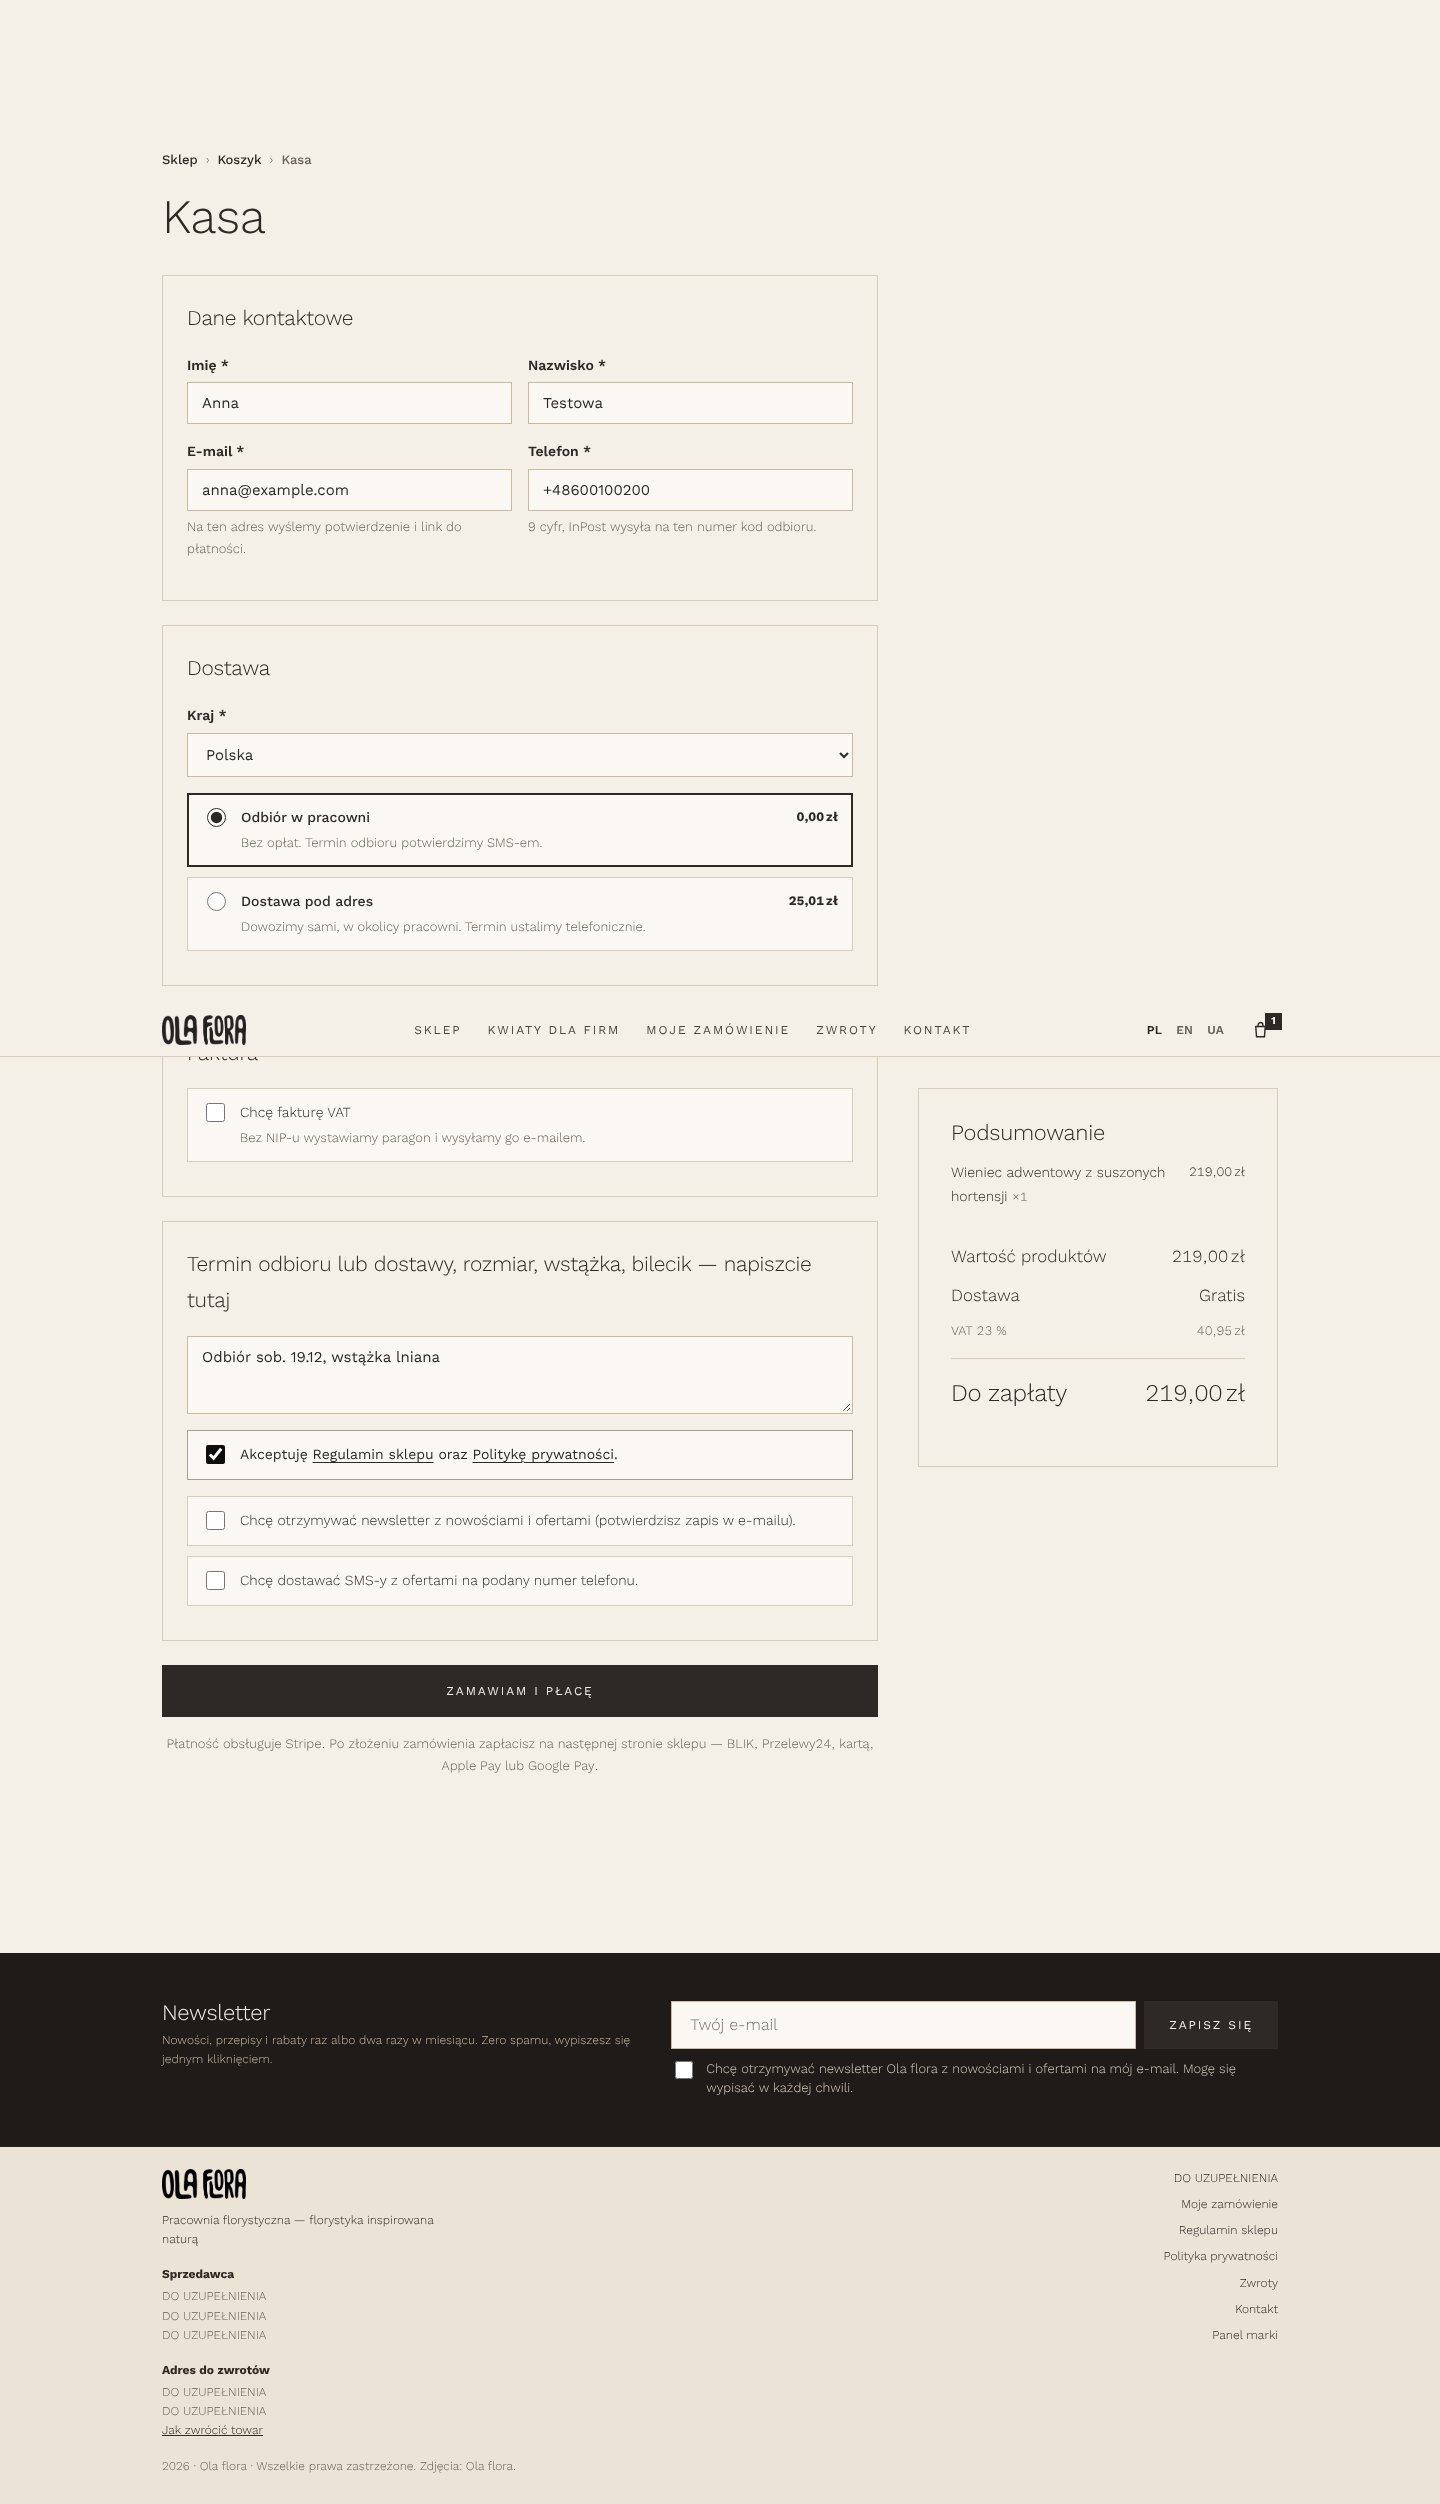 Sklep › Koszyk › Kasa
Kasa
Dane kontaktowe
Imię *
Nazwisko *
Anna
Testowa
E-mail *
Telefon *
anna@example.com
+48600100200
Na ten adres wyślemy potwierdzenie i link do
płatności.
9 cyfr, InPost wysyła na ten numer kod odbioru.
Dostawa
Kraj *
Polska
Odbiór w pracowni 0,00 zł
Bez opłat. Termin odbioru potwierdzimy SMS-em.
Dostawa pod adres 25,01 zł
Dowozimy sami, w okolicy pracowni. Termin ustalimy telefonicznie.
OLA FLORA SKLEP KWIATY DLA FIRM MOJE ZAMÓWIENIE ZWROTY KONTAKT PL EN UA 1
Faktura
Chcę fakturę VAT
Bez NIP-u wystawiamy paragon i wysyłamy go e-mailem.
Termin odbioru lub dostawy, rozmiar, wstążka, bilecik — napiszcie
tutaj
Odbiór sob. 19.12, wstążka lniana
Akceptuję Regulamin sklepu oraz Politykę prywatności.
Chcę otrzymywać newsletter z nowościami i ofertami (potwierdzisz zapis w e-mailu).
Chcę dostawać SMS-y z ofertami na podany numer telefonu.
ZAMAWIAM I PŁACĘ
Płatność obsługuje Stripe. Po złożeniu zamówienia zapłacisz na następnej stronie sklepu — BLIK, Przelewy24, kartą,
Apple Pay lub Google Pay.
Podsumowanie
Wieniec adwentowy z suszonych 219,00 zł
hortensji ×1
Wartość produktów 219,00 zł
Dostawa Gratis
VAT 23 % 40,95 zł
Do zapłaty 219,00 zł
Newsletter
Nowości, przepisy i rabaty raz albo dwa razy w miesiącu. Zero spamu, wypiszesz się
jednym kliknięciem.
Twój e-mail
ZAPISZ SIĘ
Chcę otrzymywać newsletter Ola flora z nowościami i ofertami na mój e-mail. Mogę się
wypisać w każdej chwili.
OLA FLORA
Pracownia florystyczna — florystyka inspirowana
naturą
Sprzedawca
DO UZUPEŁNIENIA
DO UZUPEŁNIENIA
DO UZUPEŁNIENIA
Adres do zwrotów
DO UZUPEŁNIENIA
DO UZUPEŁNIENIA
Jak zwrócić towar
2026 · Ola flora · Wszelkie prawa zastrzeżone. Zdjęcia: Ola flora.
DO UZUPEŁNIENIA
Moje zamówienie
Regulamin sklepu
Polityka prywatności
Zwroty
Kontakt
Panel marki